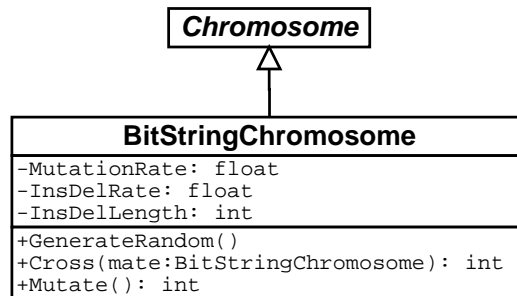 Chromosome
BitStringChromosome
-MutationRate: float
-InsDelRate: float
-InsDelLength: int
+GenerateRandom()
+Cross(mate:BitStringChromosome): int
+Mutate(): int